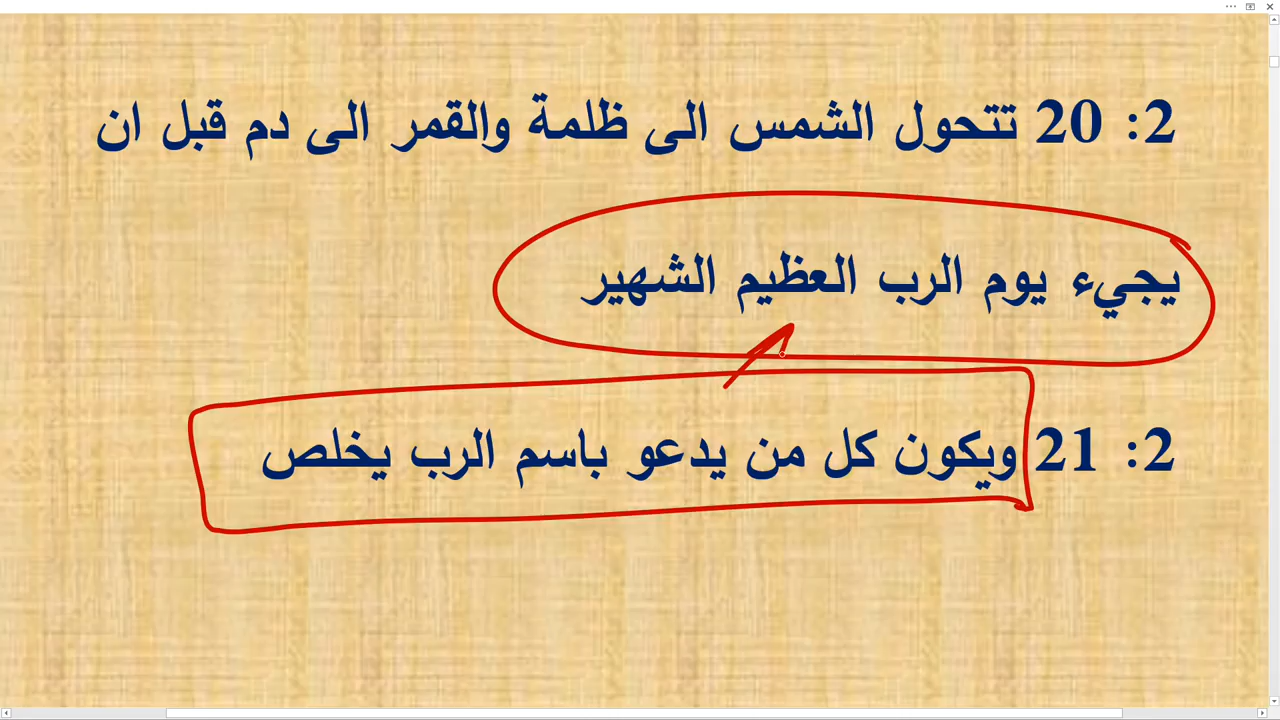 2: 20 تتحول الشمس الى ظلمة والقمر الى دم قبل ان
يجيء يوم الرب العظيم الشهير
2: 21 ويكون كل من يدعو باسم الرب يخلص